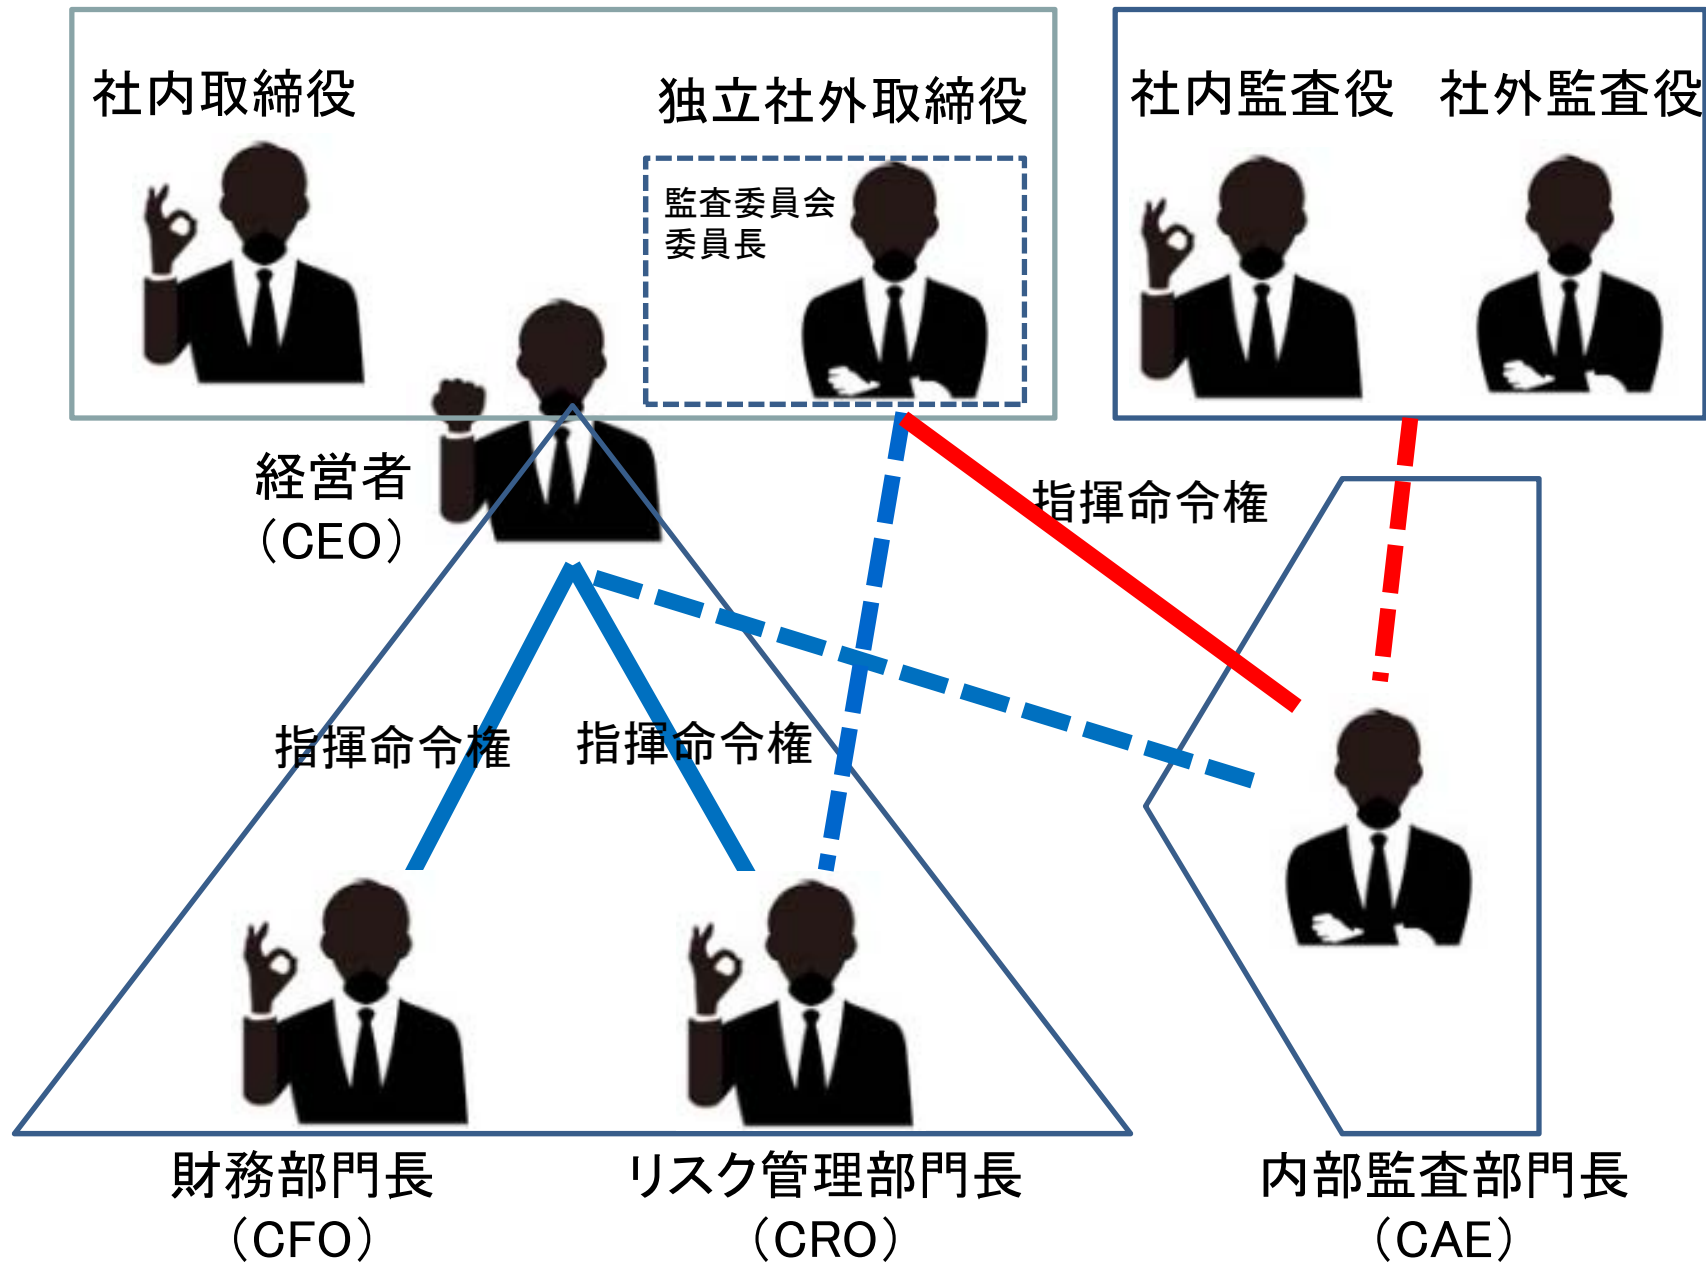 社内取締役
独立社外取締役
社内監査役
社外監査役
監査委員会
委員長
経営者
（CEO）
指揮命令権
指揮命令権
指揮命令権
財務部門長
（CFO）
リスク管理部門長
（CRO）
内部監査部門長
（CAE）